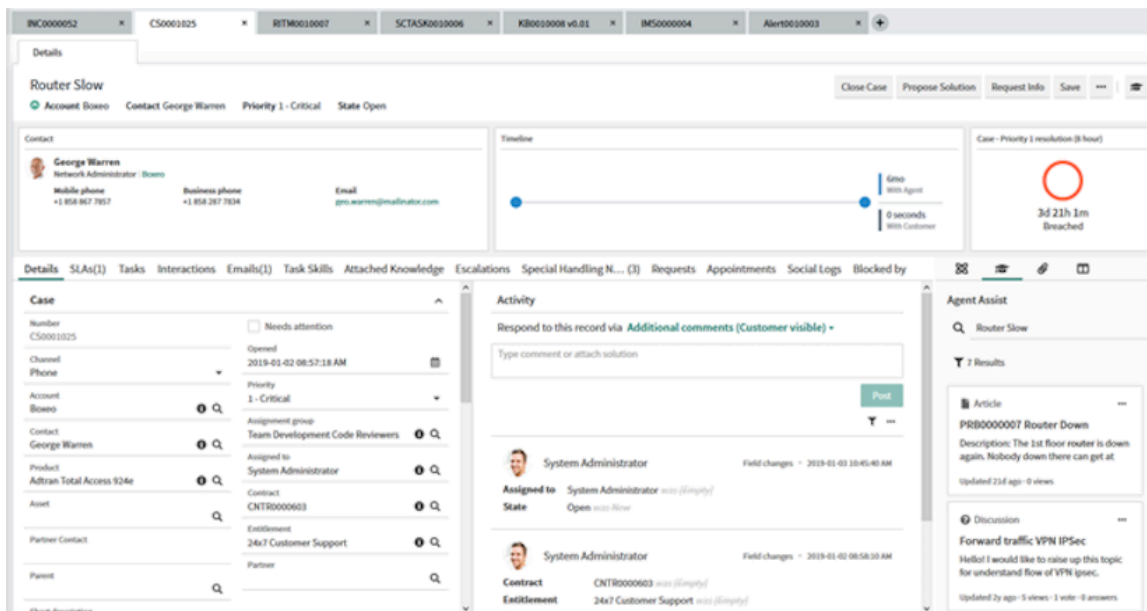 INC0000052 × CS0001025 × RITM0010007 × SCTASK0010006 × KB0010008 v0.01 × IMS0000004 × Alert0010003 × +
Details
Router Slow
Close Case Propose Solution Request Info Save ...
Account Boxeo Contact George Warren Priority 1 - Critical State Open
Contact
George Warren
Network Administrator | Boxeo
Mobile phone Business phone Email
+1 858 867 7857 +1 858 287 7834 geo.warren@mailinator.com
Timeline
6mo
With Agent
0 seconds
With Customer
Case - Priority 1 resolution (8 hour)
3d 21h 1m
Breached
Details SLAs(1) Tasks Interactions Emails(1) Task Skills Attached Knowledge Escalations Special Handling N... (3) Requests Appointments Social Logs Blocked by
Case
Number
CS0001025
Channel
Phone
Account
Boxeo
Contact
George Warren
Product
Adtran Total Access 924e
Asset
Partner Contact
Parent
Short Description
Needs attention
Opened
2019-01-02 08:57:18 AM
Priority
1 - Critical
Assignment group
Team Development Code Reviewers
Assigned to
System Administrator
Contract
CNTR0000603
Entitlement
24x7 Customer Support
Partner
Activity
Respond to this record via Additional comments (Customer visible)
Type comment or attach solution
Post
...
System Administrator Field changes • 2019-01-03 10:45:40 AM
Assigned to System Administrator was [Empty]
State Open was New
System Administrator Field changes • 2019-01-02 08:58:10 AM
Contract CNTR0000603 was [Empty]
Entitlement 24x7 Customer Support was [Empty]
Agent Assist
Router Slow
7 Results
Article ...
PRB0000007 Router Down
Description: The 1st floor router is down
again. Nobody down there can get at
Updated 21d ago · 0 views
Discussion ...
Forward traffic VPN IPSec
Hello! I would like to raise up this topic
for understand flow of VPN ipsec.
Updated 2y ago · 5 views · 1 vote · 0 answers